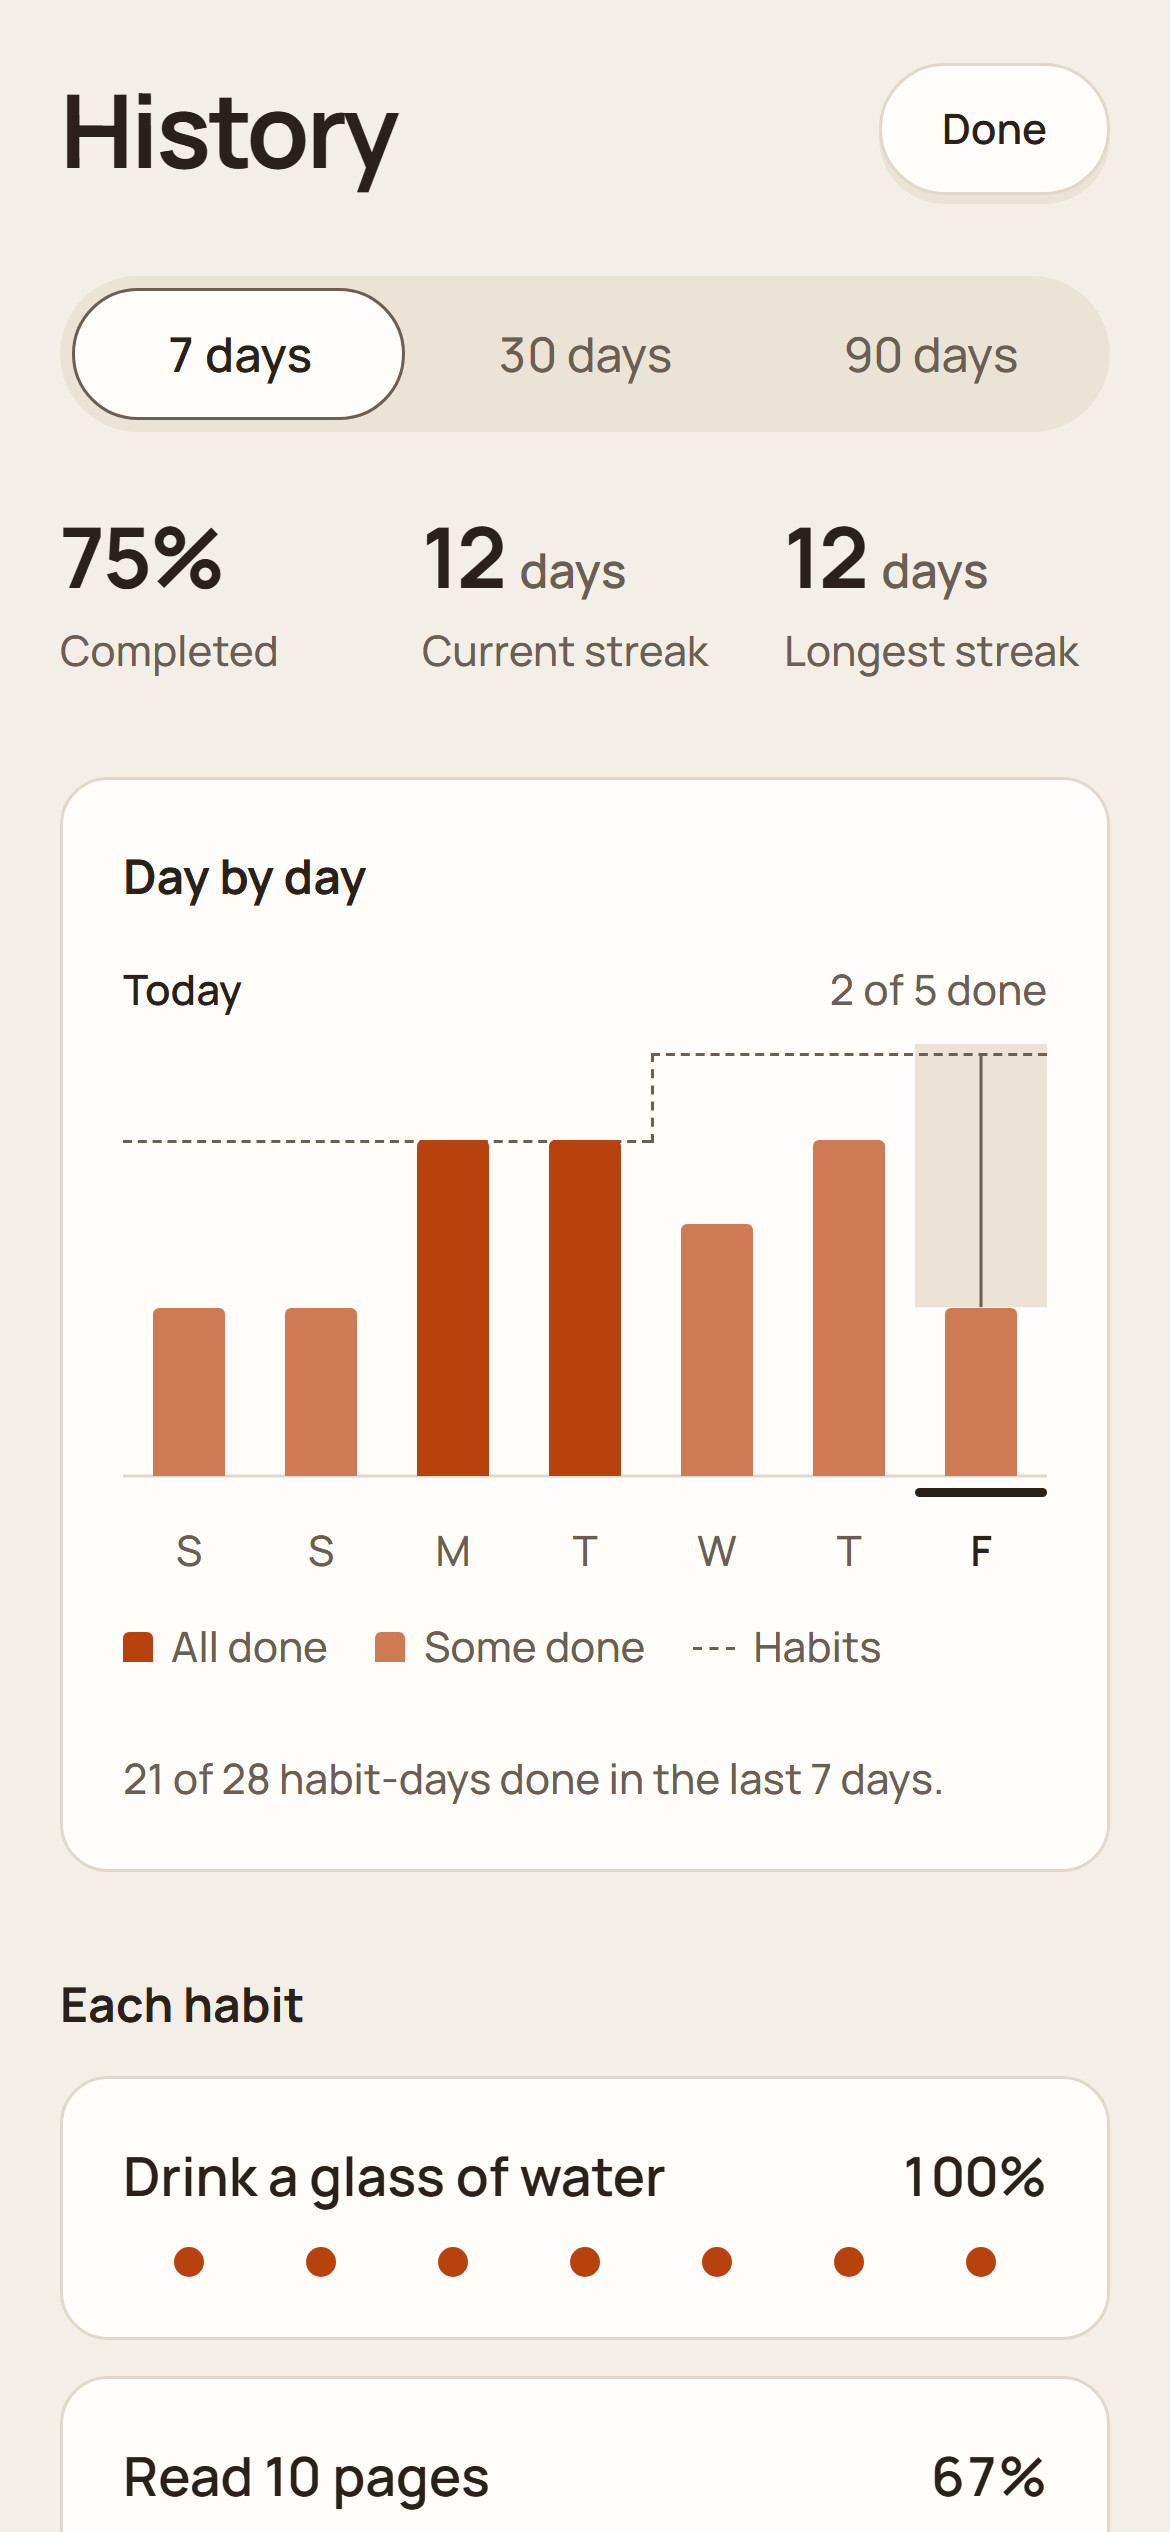 History
Done
7 days
30 days
90 days
75%
12 days
12 days
Completed
Current streak
Longest streak
Day by day
Today
2 of 5 done
S S M T W T F
All done
Some done
Habits
21 of 28 habit-days done in the last 7 days.
Each habit
Drink a glass of water
100%
Read 10 pages
67%